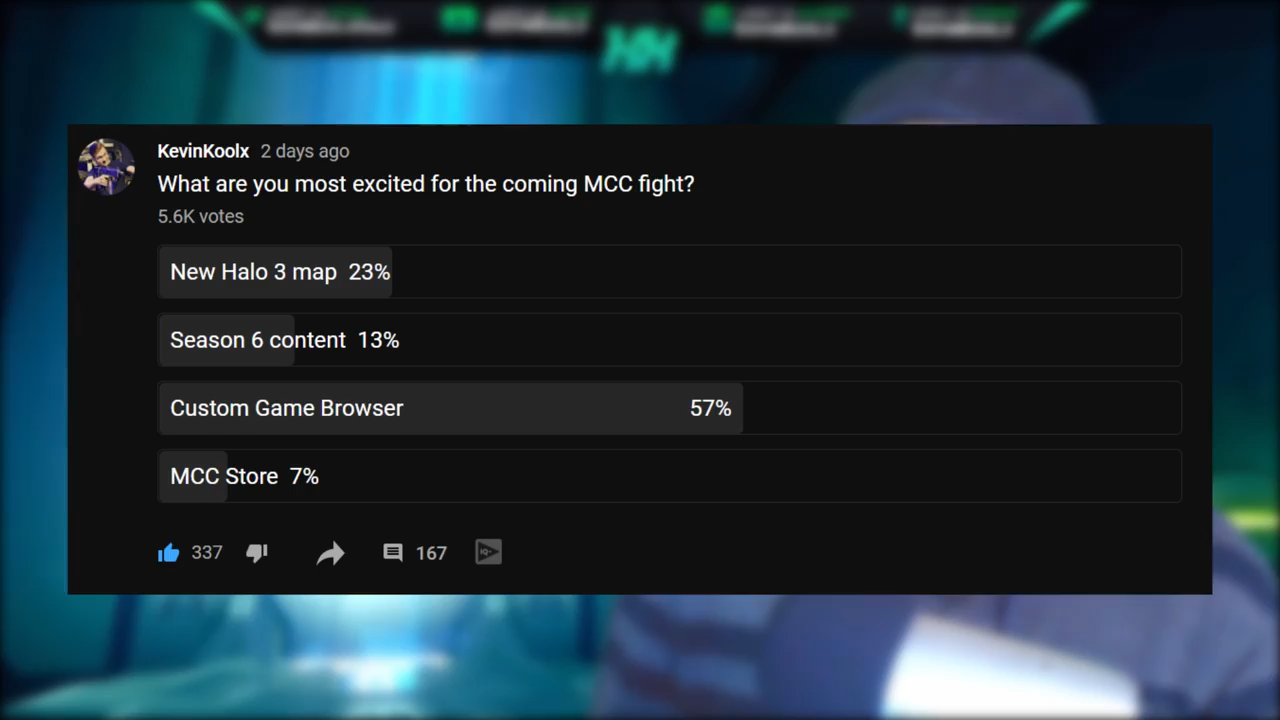 KevinKoolx 2 days ago
What are you most excited for the coming MCC fight?
5.6K votes
New Halo 3 map 23%
Season 6 content 13%
Custom Game Browser 57%
MCC Store 7%
337 167